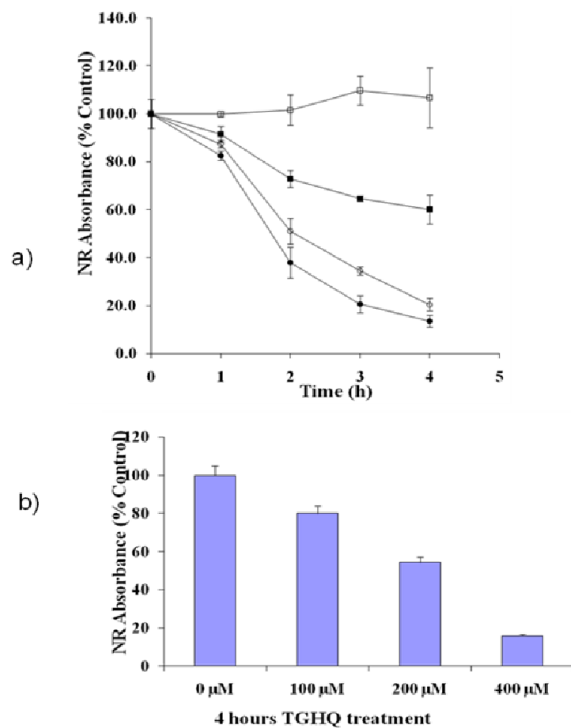 a)
NR Absorbance (% Control)
140.0
120.0
100.0
80.0
60.0
40.0
20.0
0.0
0 1 2 3 4 5
Time (h)
b)
NR Absorbance (% Control)
120
100
80
60
40
20
0
0 µM 100 µM 200 µM 400 µM
4 hours TGHQ treatment